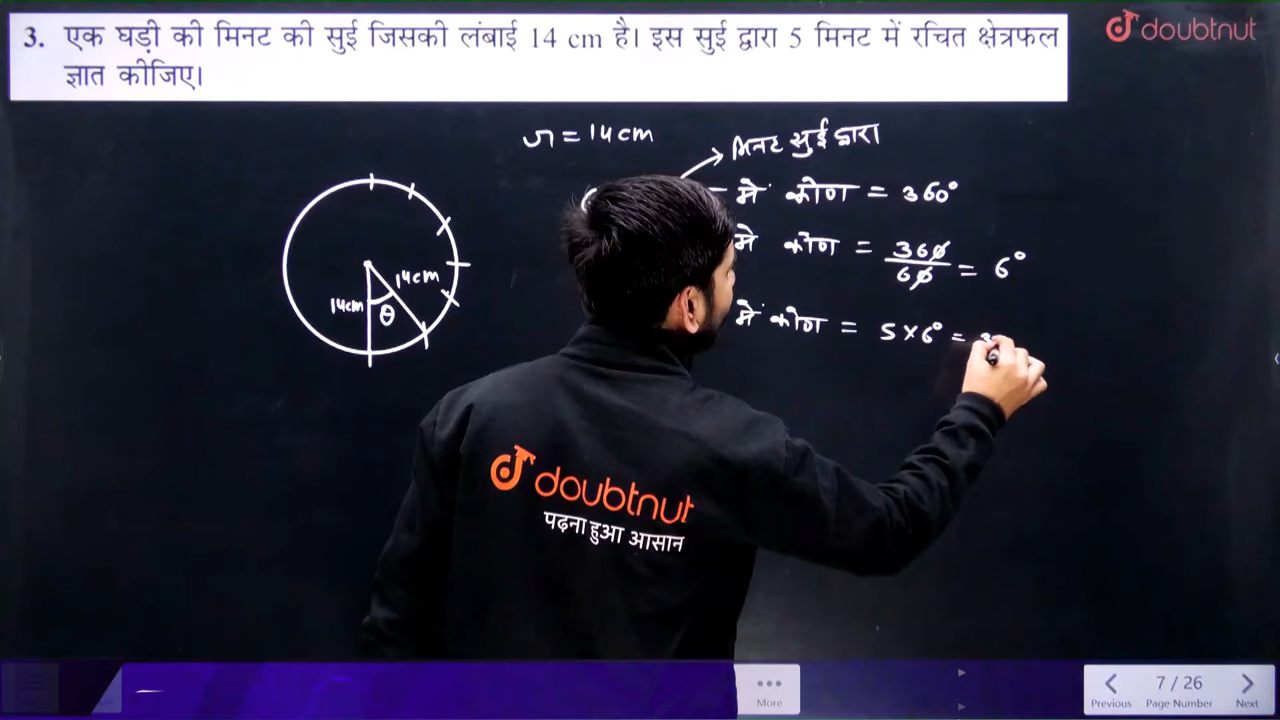 3. एक घड़ी की मिनट की सुई जिसकी लंबाई 14 cm है। इस सुई द्वारा 5 मिनट में रचित क्षेत्रफल
ज्ञात कीजिए।
doubtnut
r = 14 cm
मिनट सुई द्वारा
में कोण = 360°
मे कोण = 360/60 = 6°
में कोण = 5 × 6° =
14cm
14cm
θ
doubtnut
पढ़ना हुआ आसान
More
Previous
7 / 26
Page Number
Next